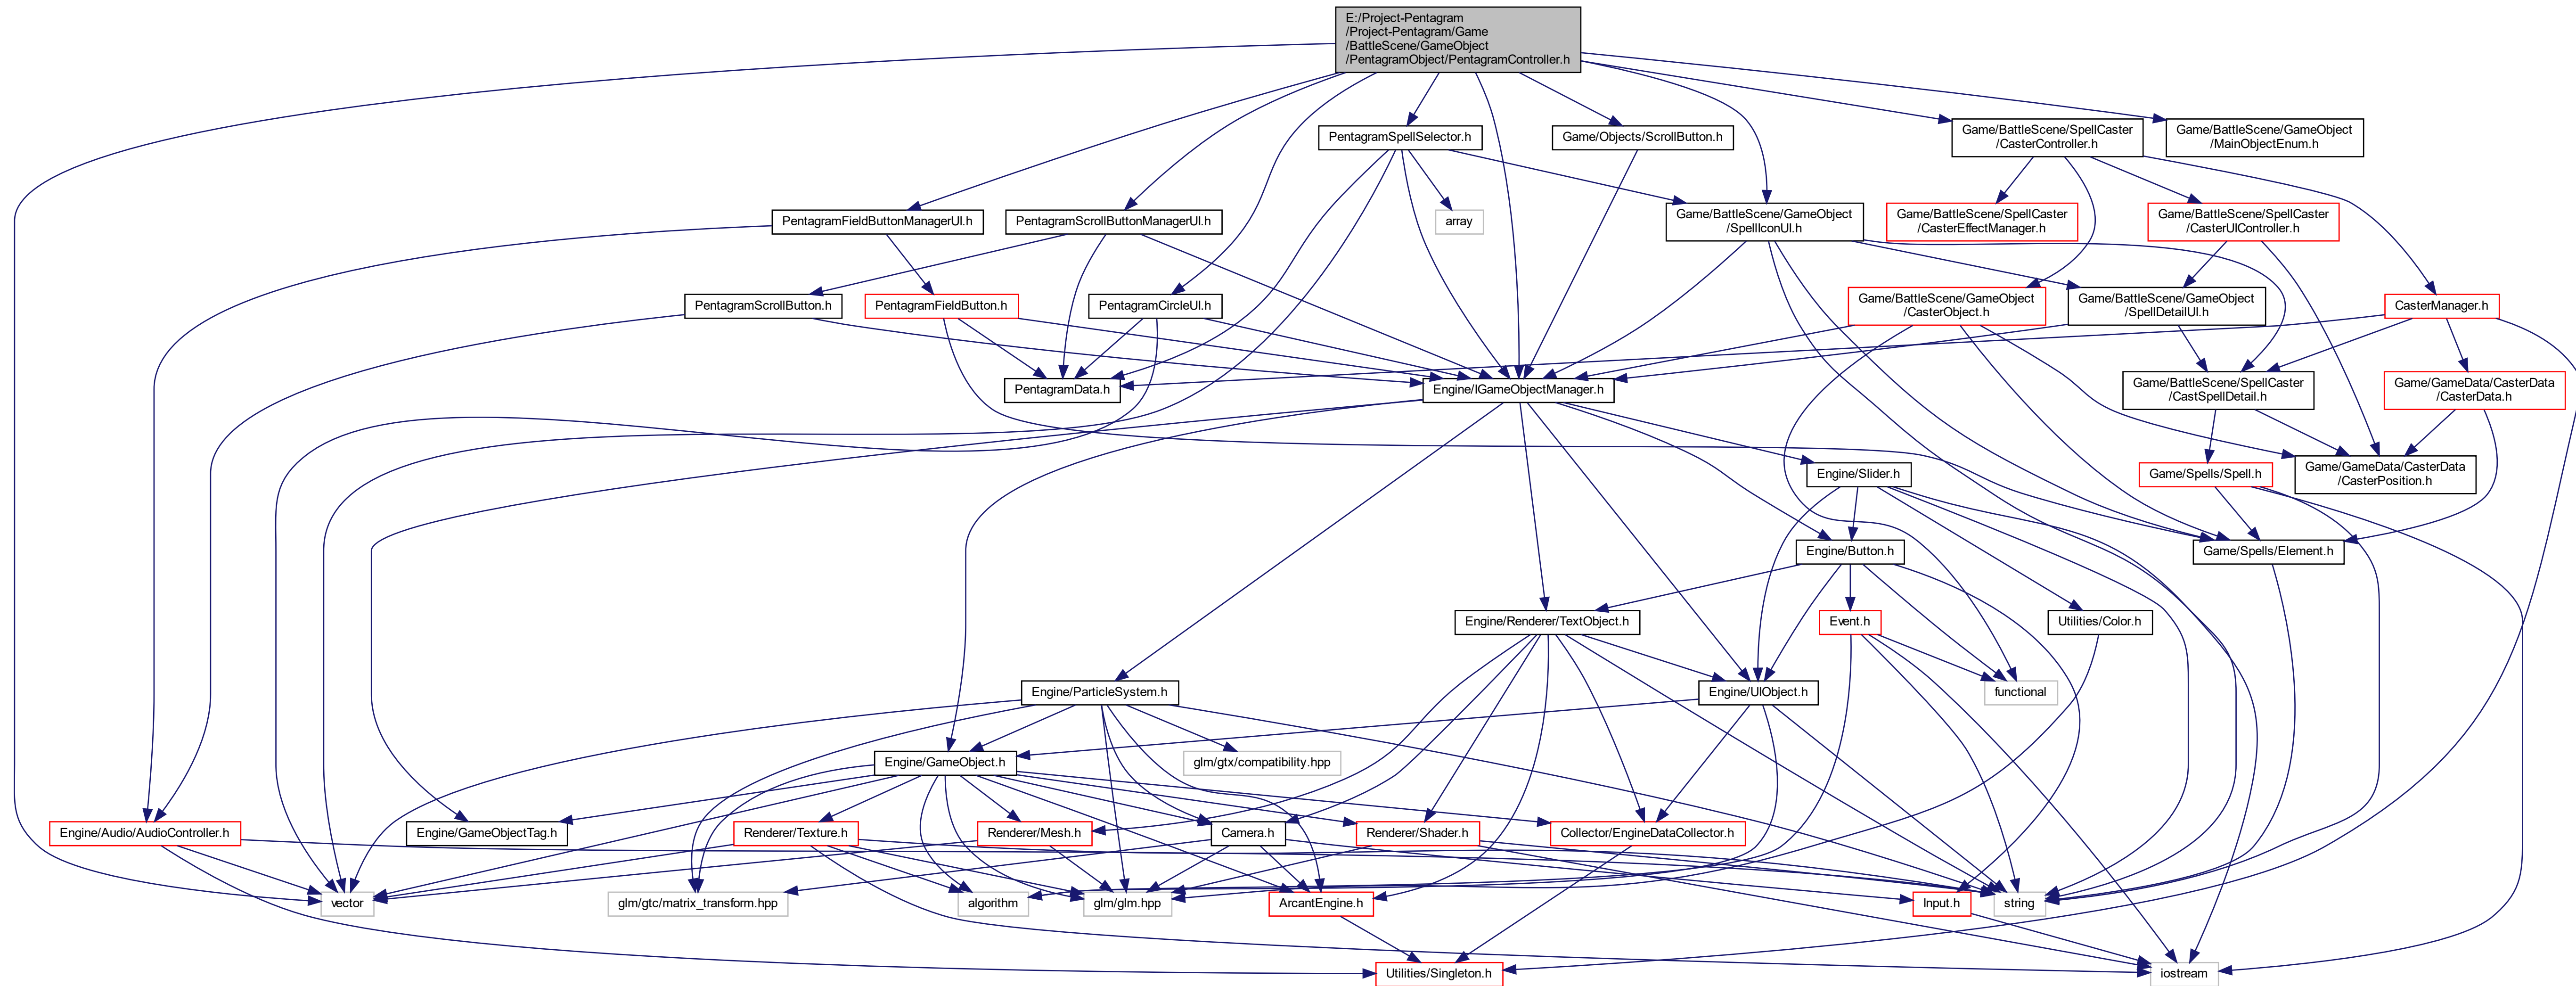 E:/Project-Pentagram
/Project-Pentagram/Game
/BattleScene/GameObject
/PentagramObject/PentagramController.h
PentagramSpellSelector.h
Game/Objects/ScrollButton.h
Game/BattleScene/SpellCaster
/CasterController.h
Game/BattleScene/GameObject
/MainObjectEnum.h
PentagramFieldButtonManagerUI.h
PentagramScrollButtonManagerUI.h
array
Game/BattleScene/GameObject
/SpellIconUI.h
Game/BattleScene/SpellCaster
/CasterEffectManager.h
Game/BattleScene/SpellCaster
/CasterUIController.h
PentagramScrollButton.h
PentagramFieldButton.h
PentagramCircleUI.h
Game/BattleScene/GameObject
/CasterObject.h
Game/BattleScene/GameObject
/SpellDetailUI.h
CasterManager.h
PentagramData.h
Engine/IGameObjectManager.h
Game/BattleScene/SpellCaster
/CastSpellDetail.h
Game/GameData/CasterData
/CasterData.h
Engine/Slider.h
Game/Spells/Spell.h
Game/GameData/CasterData
/CasterPosition.h
Engine/Button.h
Game/Spells/Element.h
Engine/Renderer/TextObject.h
Event.h
Utilities/Color.h
Engine/ParticleSystem.h
Engine/UIObject.h
functional
Engine/GameObject.h
glm/gtx/compatibility.hpp
Engine/Audio/AudioController.h
Engine/GameObjectTag.h
Renderer/Texture.h
Renderer/Mesh.h
Camera.h
Renderer/Shader.h
Collector/EngineDataCollector.h
vector
glm/gtc/matrix_transform.hpp
algorithm
glm/glm.hpp
ArcantEngine.h
Input.h
string
Utilities/Singleton.h
iostream